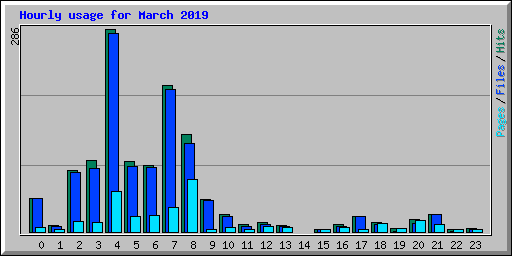 Hourly usage for March 2019
286
Pages/Files/Hits
0 1 2 3 4 5 6 7 8 9 10 11 12 13 14 15 16 17 18 19 20 21 22 23